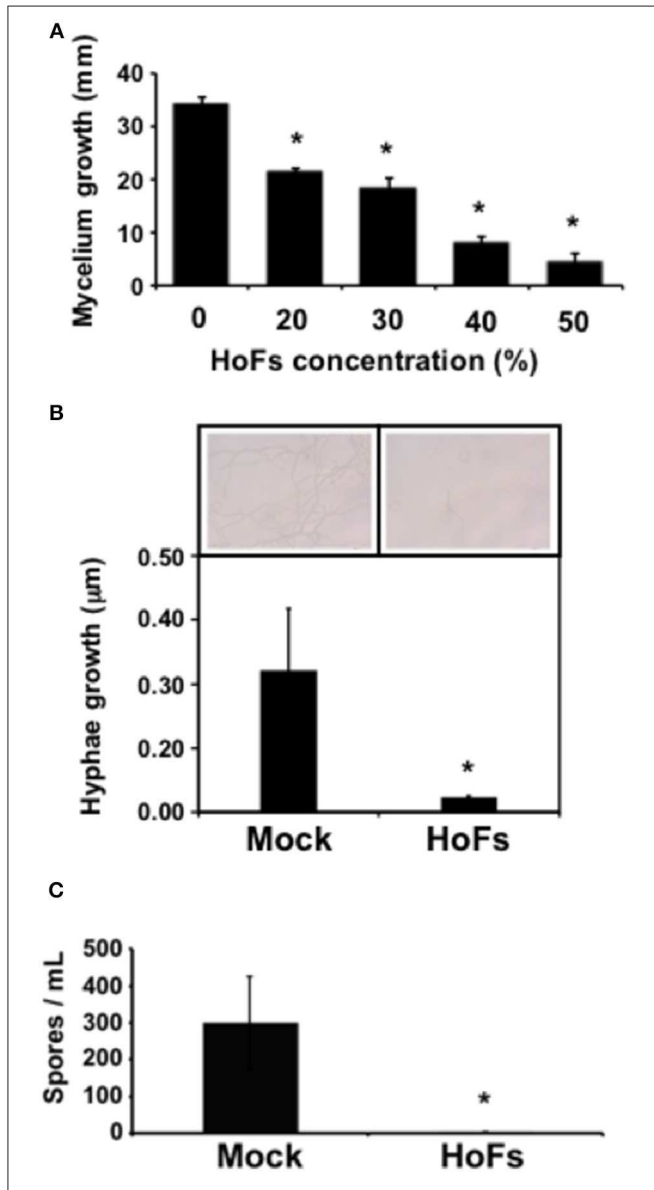 A
Mycelium growth (mm)
40
30
20
10
0
*
*
*
*
0 20 30 40 50
HoFs concentration (%)
B
Hyphae growth (μm)
0.50
0.40
0.30
0.20
0.00
*
Mock HoFs
C
Spores / mL
500
400
300
200
100
0
*
Mock HoFs